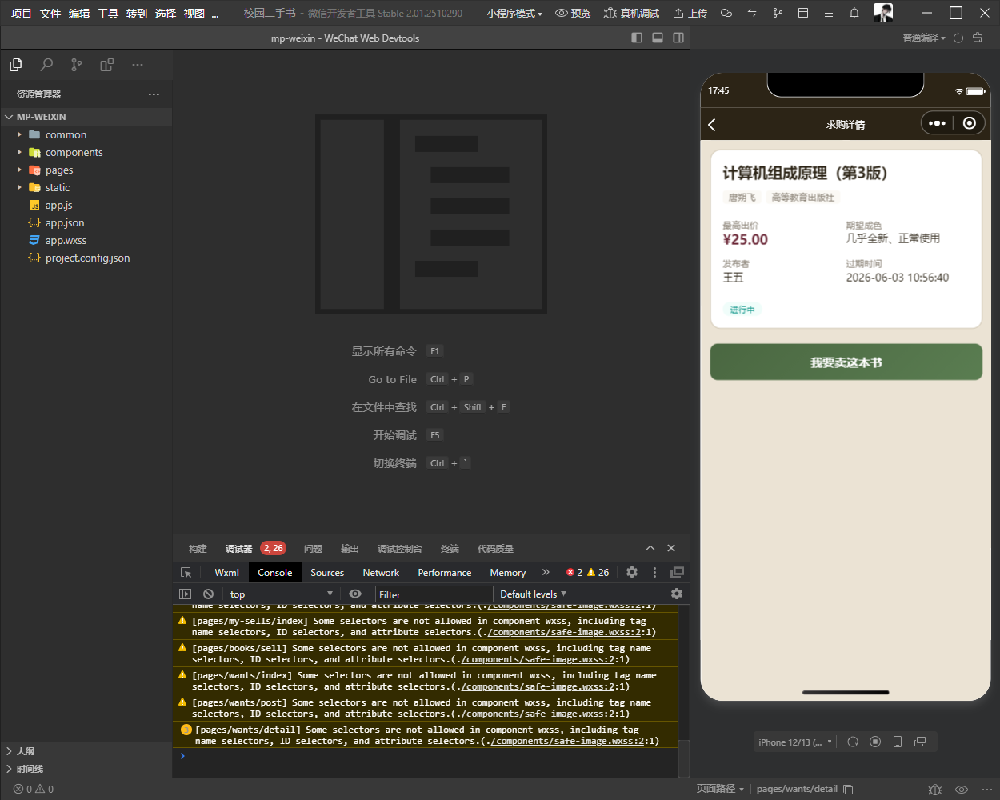 项目 文件 编辑 工具 转到 选择 视图 ... 校园二手书 - 微信开发者工具 Stable 2.01.2510290 小程序模式 预览 真机调试 上传
mp-weixin - WeChat Web Devtools
普通编译
资源管理器
MP-WEIXIN
common
components
pages
static
app.js
app.json
app.wxss
project.config.json
大纲
时间线
0 0
显示所有命令 F1
Go to File Ctrl + P
在文件中查找 Ctrl + Shift + F
开始调试 F5
切换终端 Ctrl + `
构建 调试器 2, 26 问题 输出 调试控制台 终端 代码质量
Wxml Console Sources Network Performance Memory 2 26
top Filter Default levels
name selectors, ID selectors, and attribute selectors.(./components/safe-image.wxss:2:1)
[pages/my-sells/index] Some selectors are not allowed in component wxss, including tag
name selectors, ID selectors, and attribute selectors.(./components/safe-image.wxss:2:1)
[pages/books/sell] Some selectors are not allowed in component wxss, including tag name
selectors, ID selectors, and attribute selectors.(./components/safe-image.wxss:2:1)
[pages/wants/index] Some selectors are not allowed in component wxss, including tag name
selectors, ID selectors, and attribute selectors.(./components/safe-image.wxss:2:1)
[pages/wants/post] Some selectors are not allowed in component wxss, including tag name
selectors, ID selectors, and attribute selectors.(./components/safe-image.wxss:2:1)
3 [pages/wants/detail] Some selectors are not allowed in component wxss, including tag
name selectors, ID selectors, and attribute selectors.(./components/safe-image.wxss:2:1)
17:45
求购详情
计算机组成原理（第3版）
唐朔飞 高等教育出版社
最高出价 期望成色
¥25.00 几乎全新、正常使用
发布者 过期时间
王五 2026-06-03 10:56:40
进行中
我要卖这本书
iPhone 12/13 (...
页面路径 pages/wants/detail